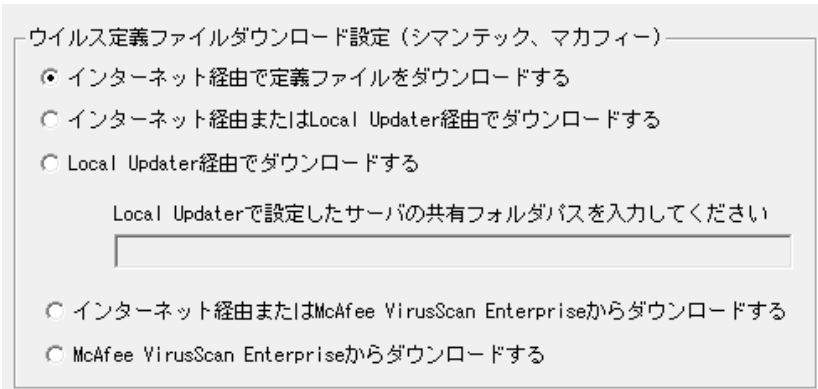 ウイルス定義ファイルダウンロード設定（シマンテック、マカフィー）
インターネット経由で定義ファイルをダウンロードする
インターネット経由またはLocal Updater経由でダウンロードする
Local Updater経由でダウンロードする
Local Updaterで設定したサーバの共有フォルダパスを入力してください
インターネット経由またはMcAfee VirusScan Enterpriseからダウンロードする
McAfee VirusScan Enterpriseからダウンロードする